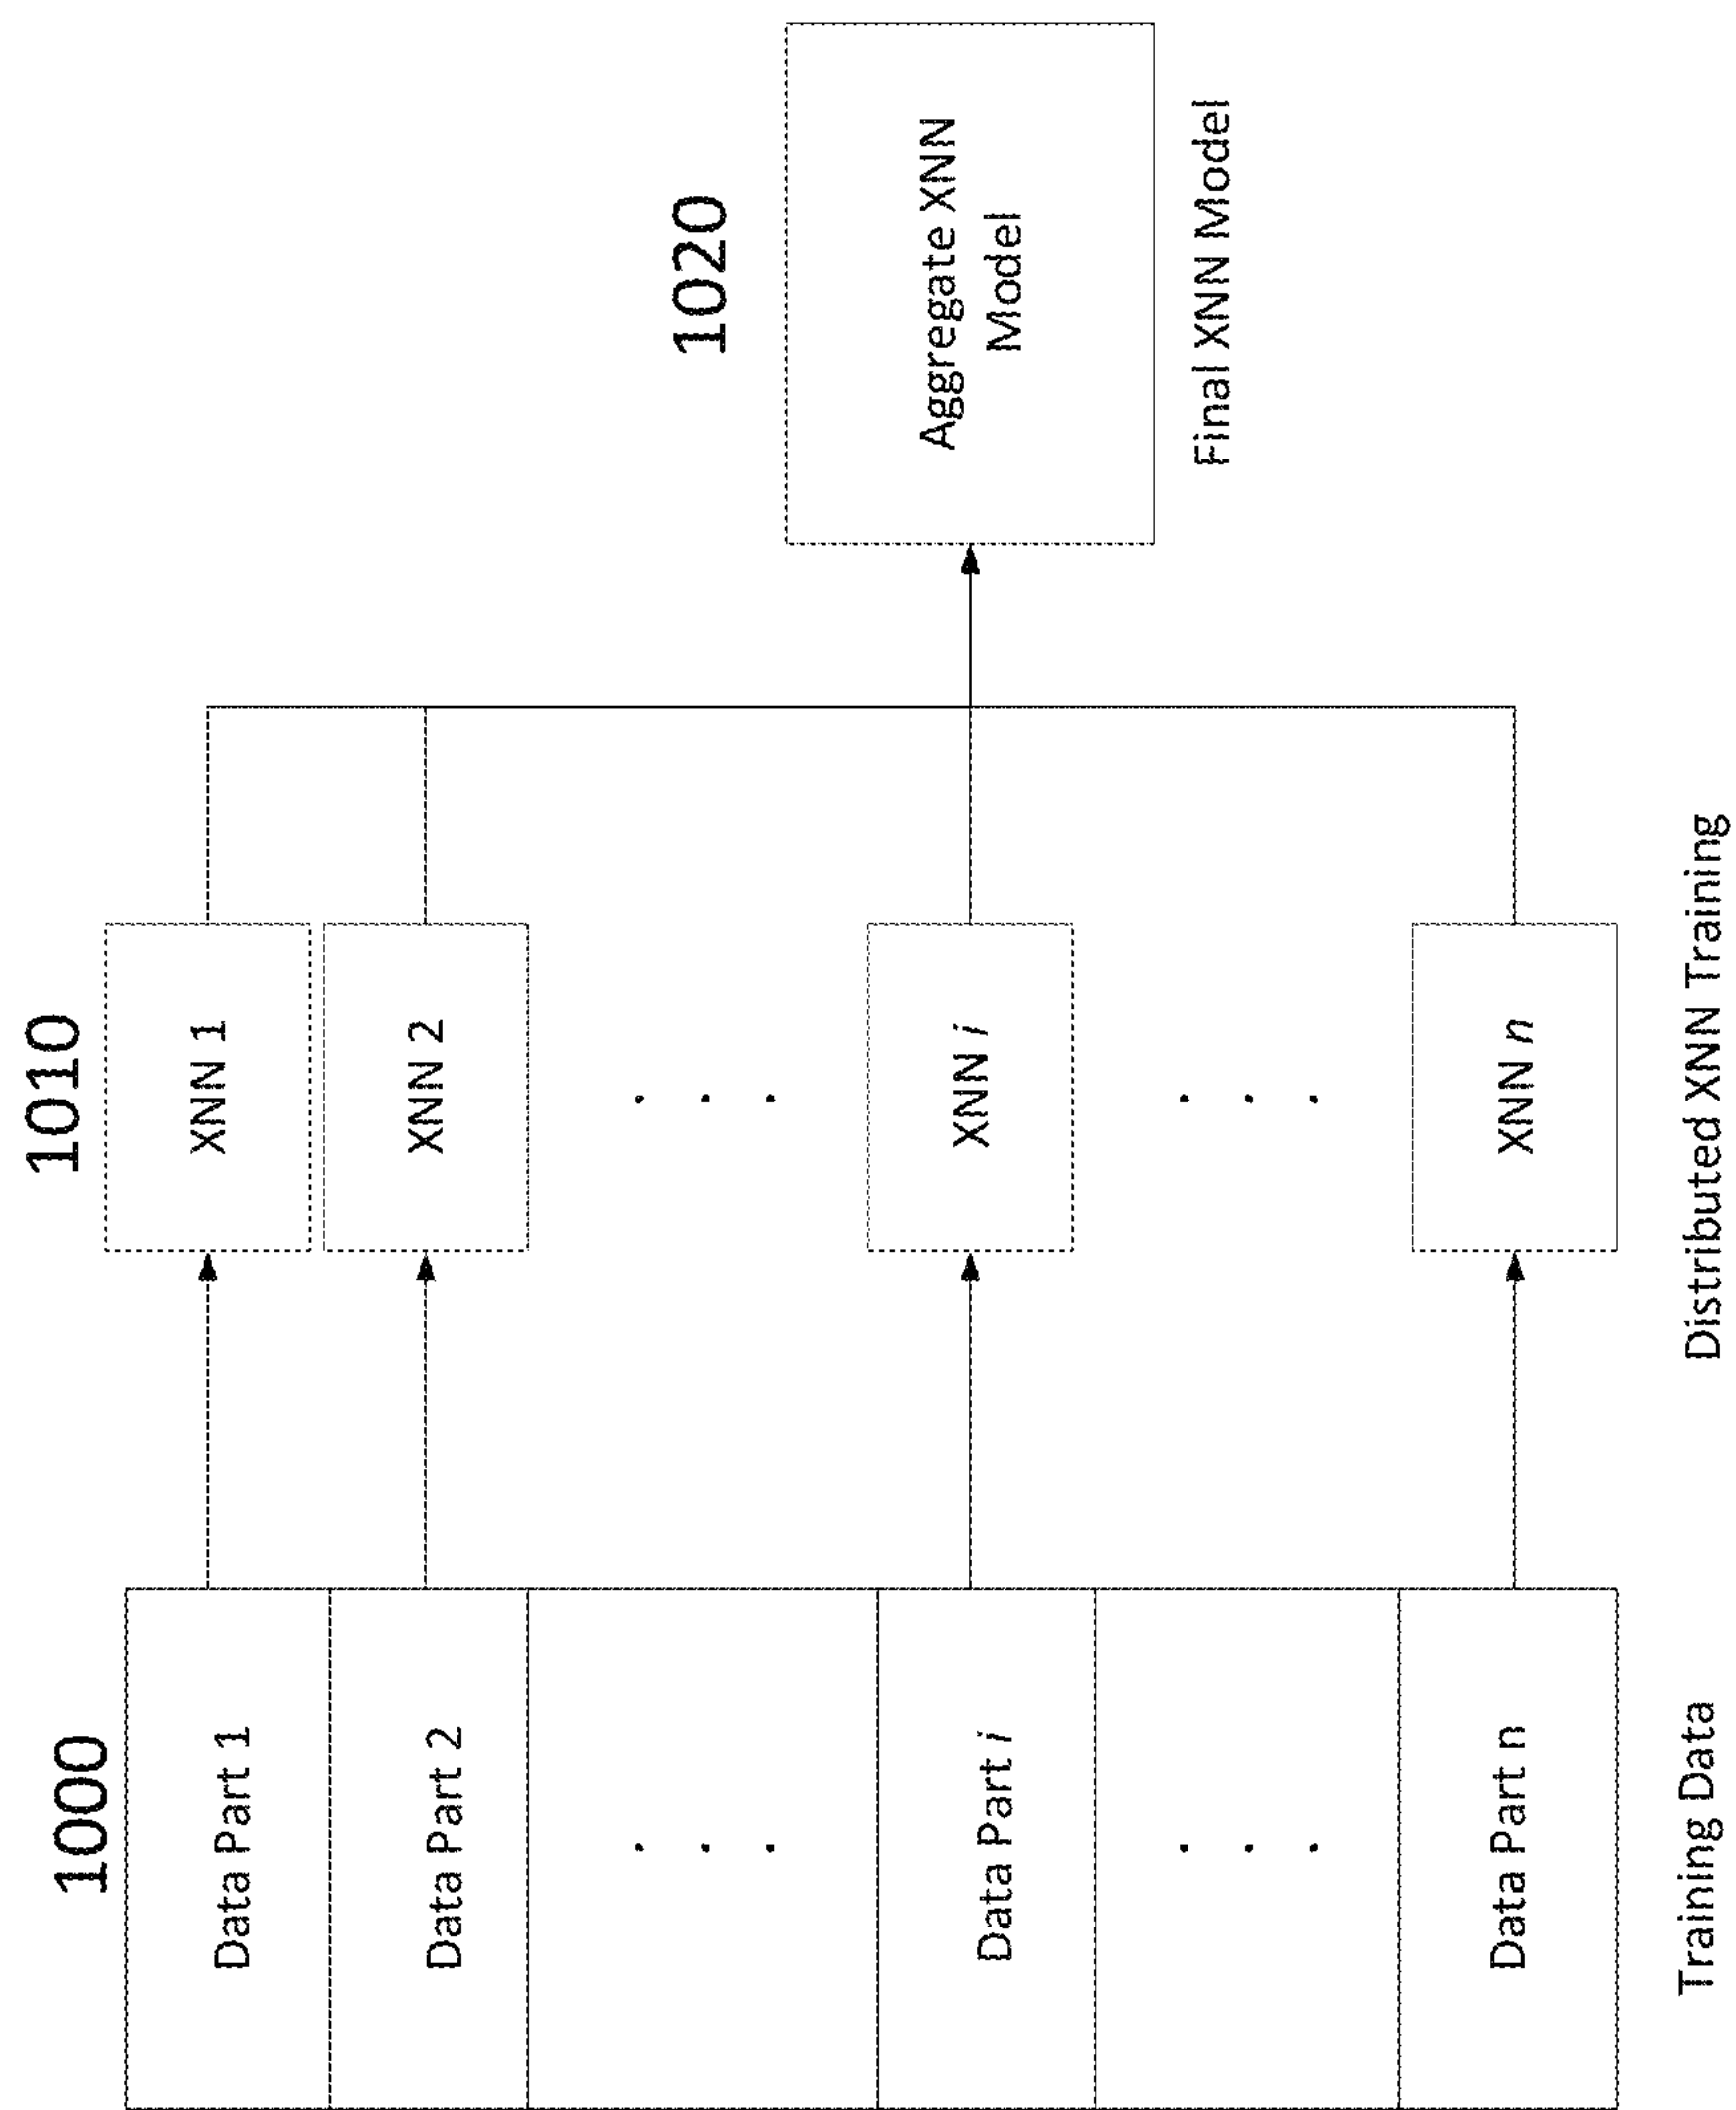 1000
Data Part 1
Data Part 2
. . .
Data Part i
. . .
Data Part n
Training Data
1010
XNN 1
XNN 2
. . .
XNN i
. . .
XNN n
Distributed XNN Training
1020
Aggregate XNN
Model
Final XNN Model